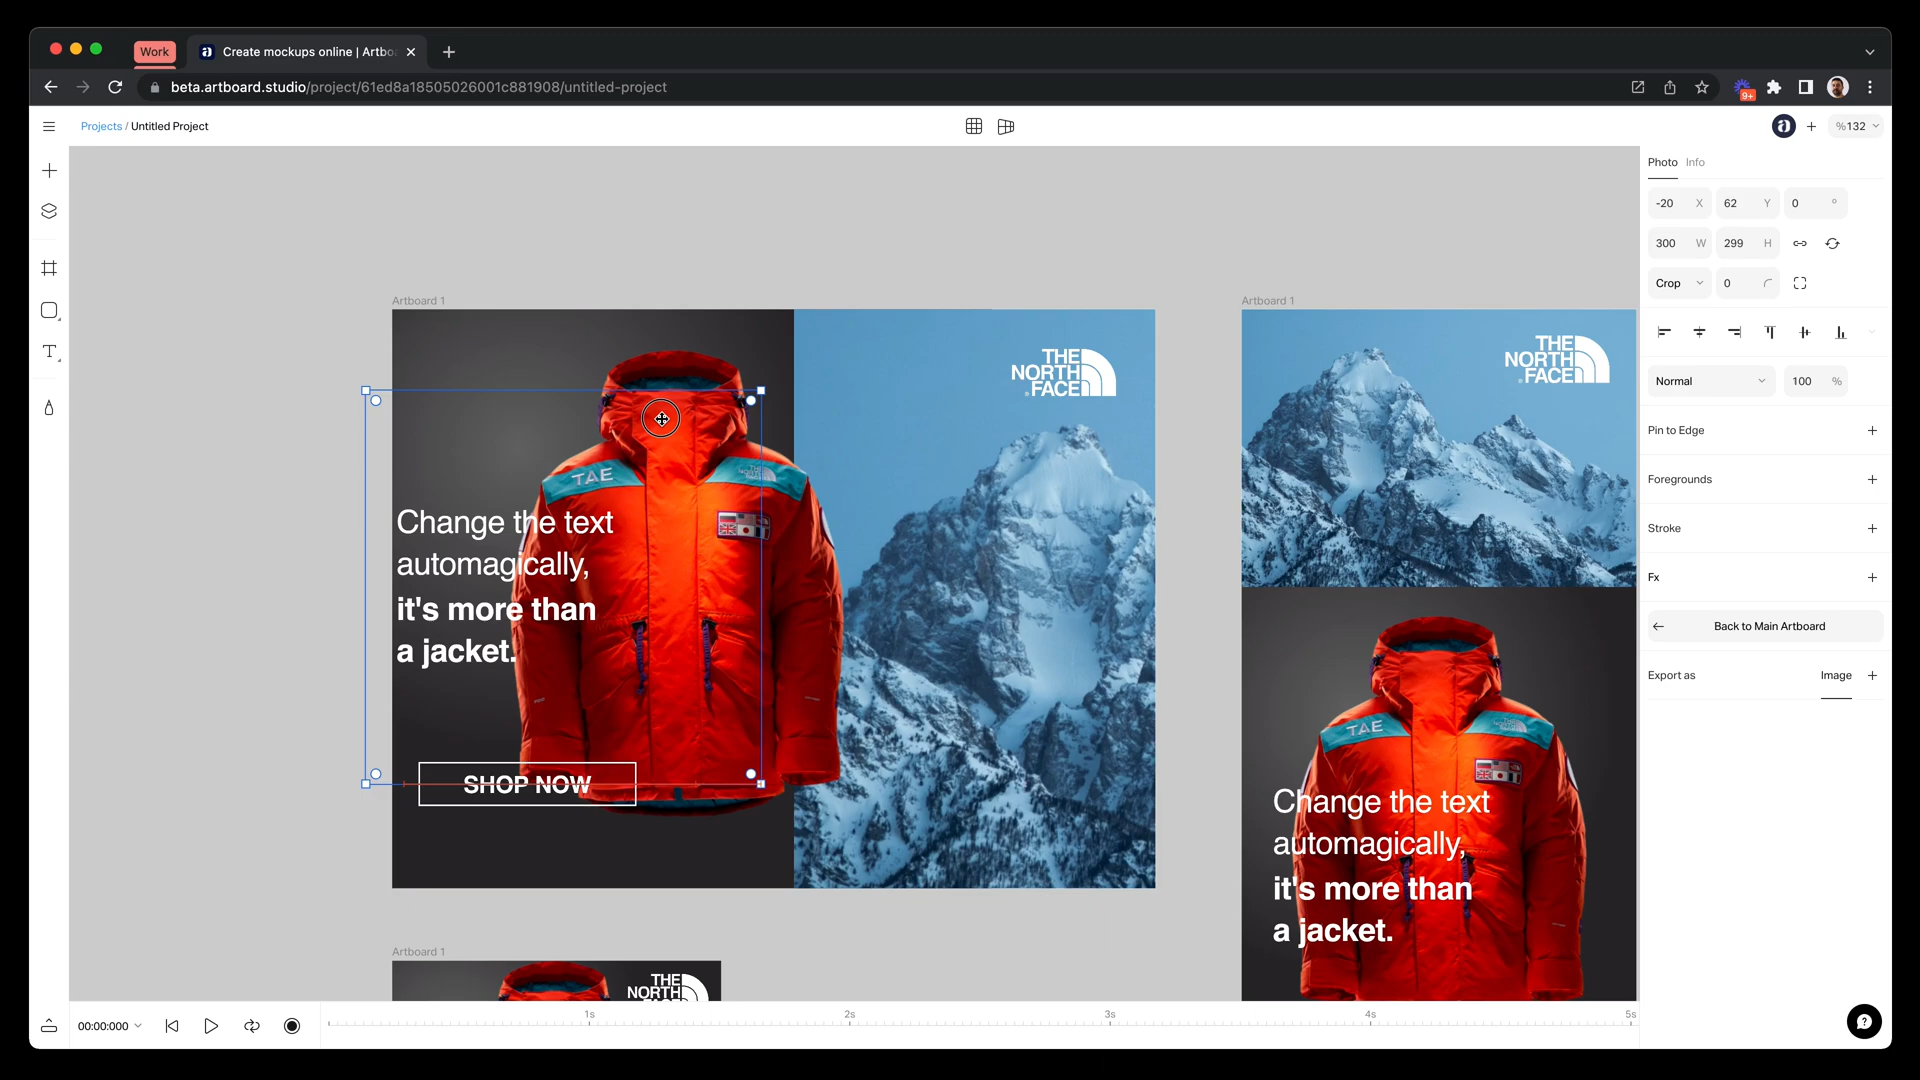 Work
Create mockups online | Artbo
beta.artboard.studio/project/61ed8a18505026001c881908/untitled-project
9+
Projects / Untitled Project
%132
Photo Info
-20 X 62 Y 0 °
300 W 299 H
Crop 0
Normal 100 %
Pin to Edge
Foregrounds
Stroke
Fx
Back to Main Artboard
Export as Image
Artboard 1
THE
NORTH
FACE
TAE
Change the text
automagically,
it's more than
a jacket.
SHOP NOW
Artboard 1
THE
NORTH
FACE
TAE
Change the text
automagically,
it's more than
a jacket.
Artboard 1
THE
NORTH
00:00:000
1s 2s 3s 4s 5s